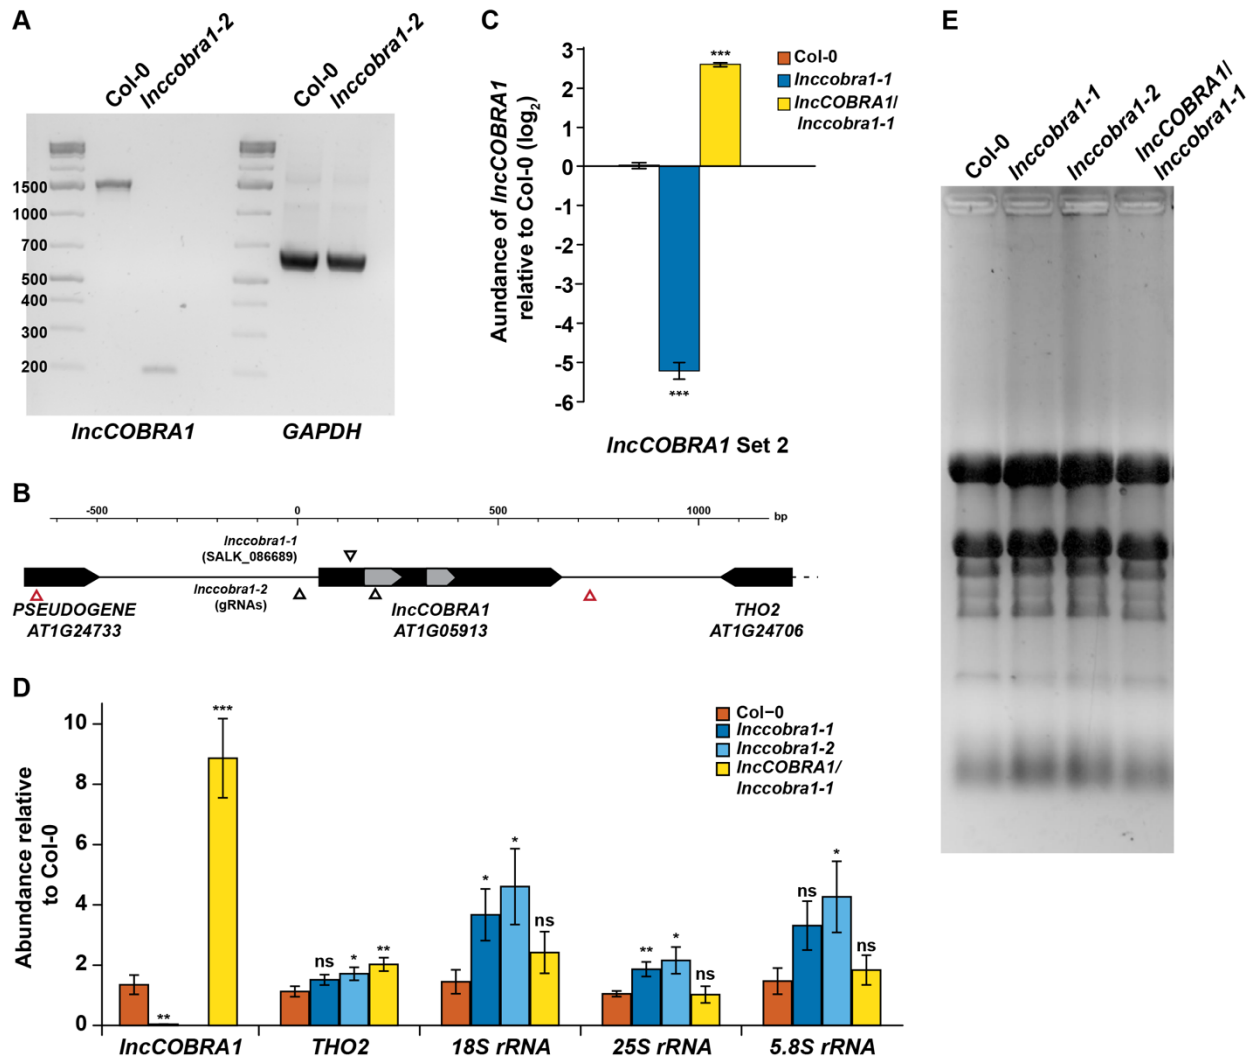 A
Col-0
lnccobra1-2
Col-0
lnccobra1-2
1500
1000
700
500
400
300
200
lncCOBRA1
GAPDH
B
-500
0
500
1000
bp
lnccobra1-1
(SALK_086689)
lnccobra1-2
(gRNAs)
PSEUDOGENE
AT1G24733
lncCOBRA1
AT1G05913
THO2
AT1G24706
C
Aundance of lncCOBRA1
relative to Col-0 (log2)
3
2
1
0
-1
-2
-3
-4
-5
-6
***
***
Col-0
lnccobra1-1
lncCOBRA1/
lnccobra1-1
lncCOBRA1 Set 2
D
Abundance relative
to Col-0
10
8
6
4
2
0
**
***
ns
*
**
*
*
ns
**
*
ns
ns
*
ns
Col-0
lnccobra1-1
lnccobra1-2
lncCOBRA1/
lnccobra1-1
lncCOBRA1
THO2
18S rRNA
25S rRNA
5.8S rRNA
E
Col-0
lnccobra1-1
lnccobra1-2
lncCOBRA1/
lnccobra1-1